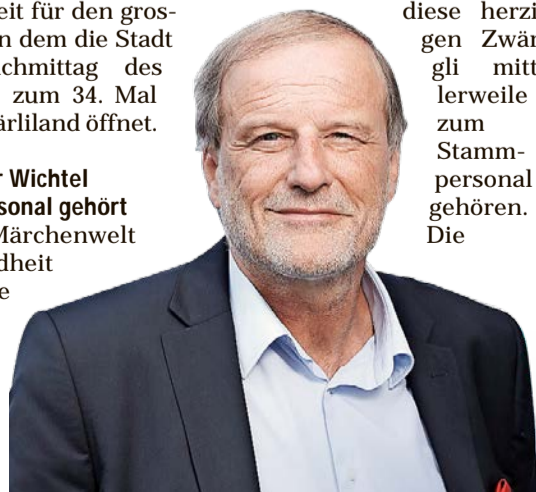 eit für den gros-
n dem die Stadt
chmittag des
zum 34. Mal
ärliland öffnet.
r Wichtel
sonal gehört
Märchenwelt
dheit
e
diese herzi
gen Zwär
gli mitt
lerweile
zum
Stamm-
personal
gehören.
Die